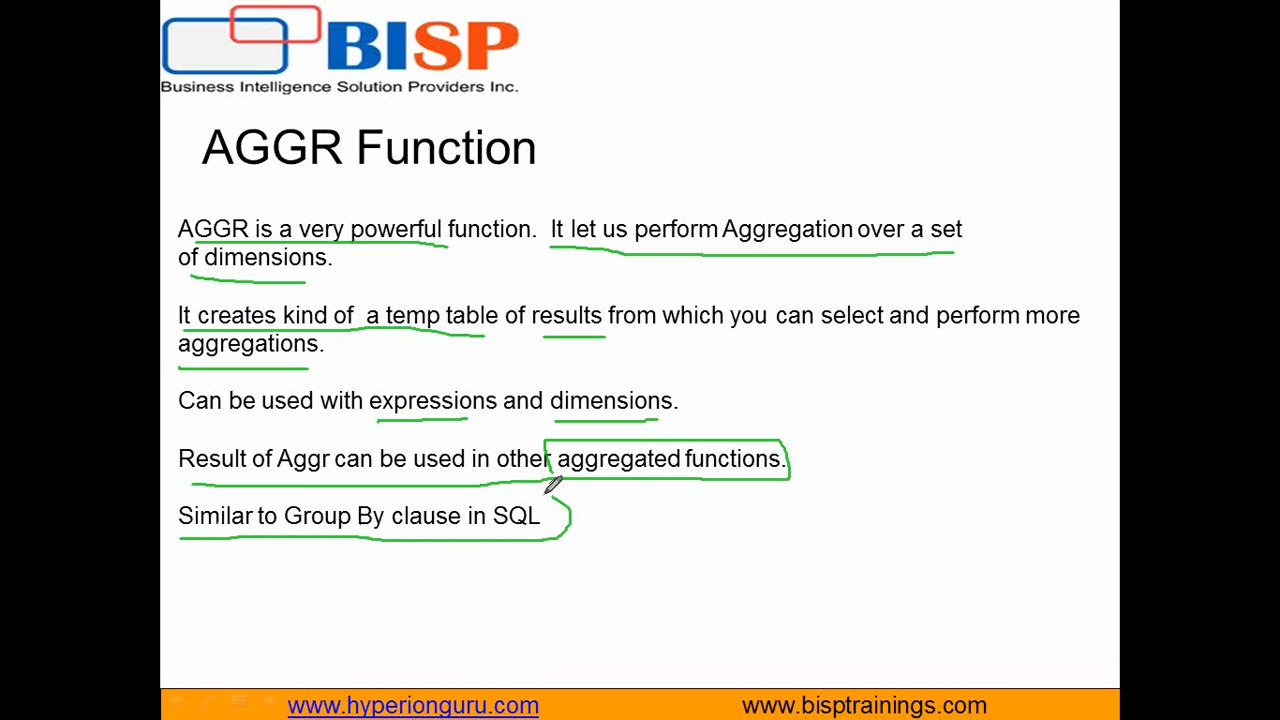 BISP
Business Intelligence Solution Providers Inc.
AGGR Function
AGGR is a very powerful function. It let us perform Aggregation over a set
of dimensions.
It creates kind of a temp table of results from which you can select and perform more
aggregations.
Can be used with expressions and dimensions.
Result of Aggr can be used in other aggregated functions.
Similar to Group By clause in SQL
www.hyperionguru.com www.bisptrainings.com